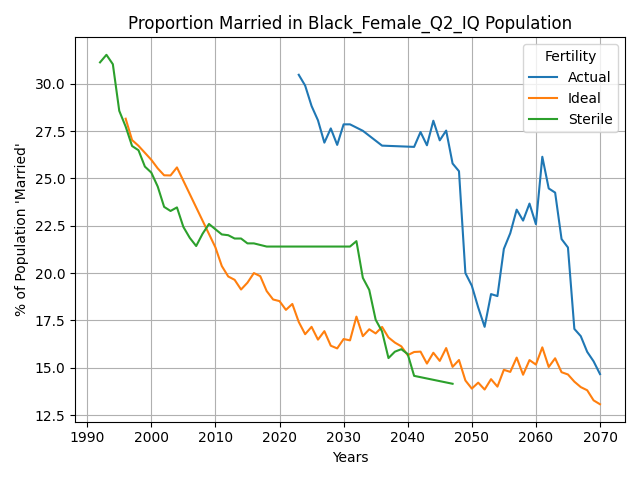 Proportion Married in Black_Female_Q2_IQ Population
% of Population 'Married'
30.0
27.5
25.0
22.5
20.0
17.5
15.0
12.5
Fertility
Actual
Ideal
Sterile
1990
2000
2010
2020
2030
2040
2050
2060
2070
Years